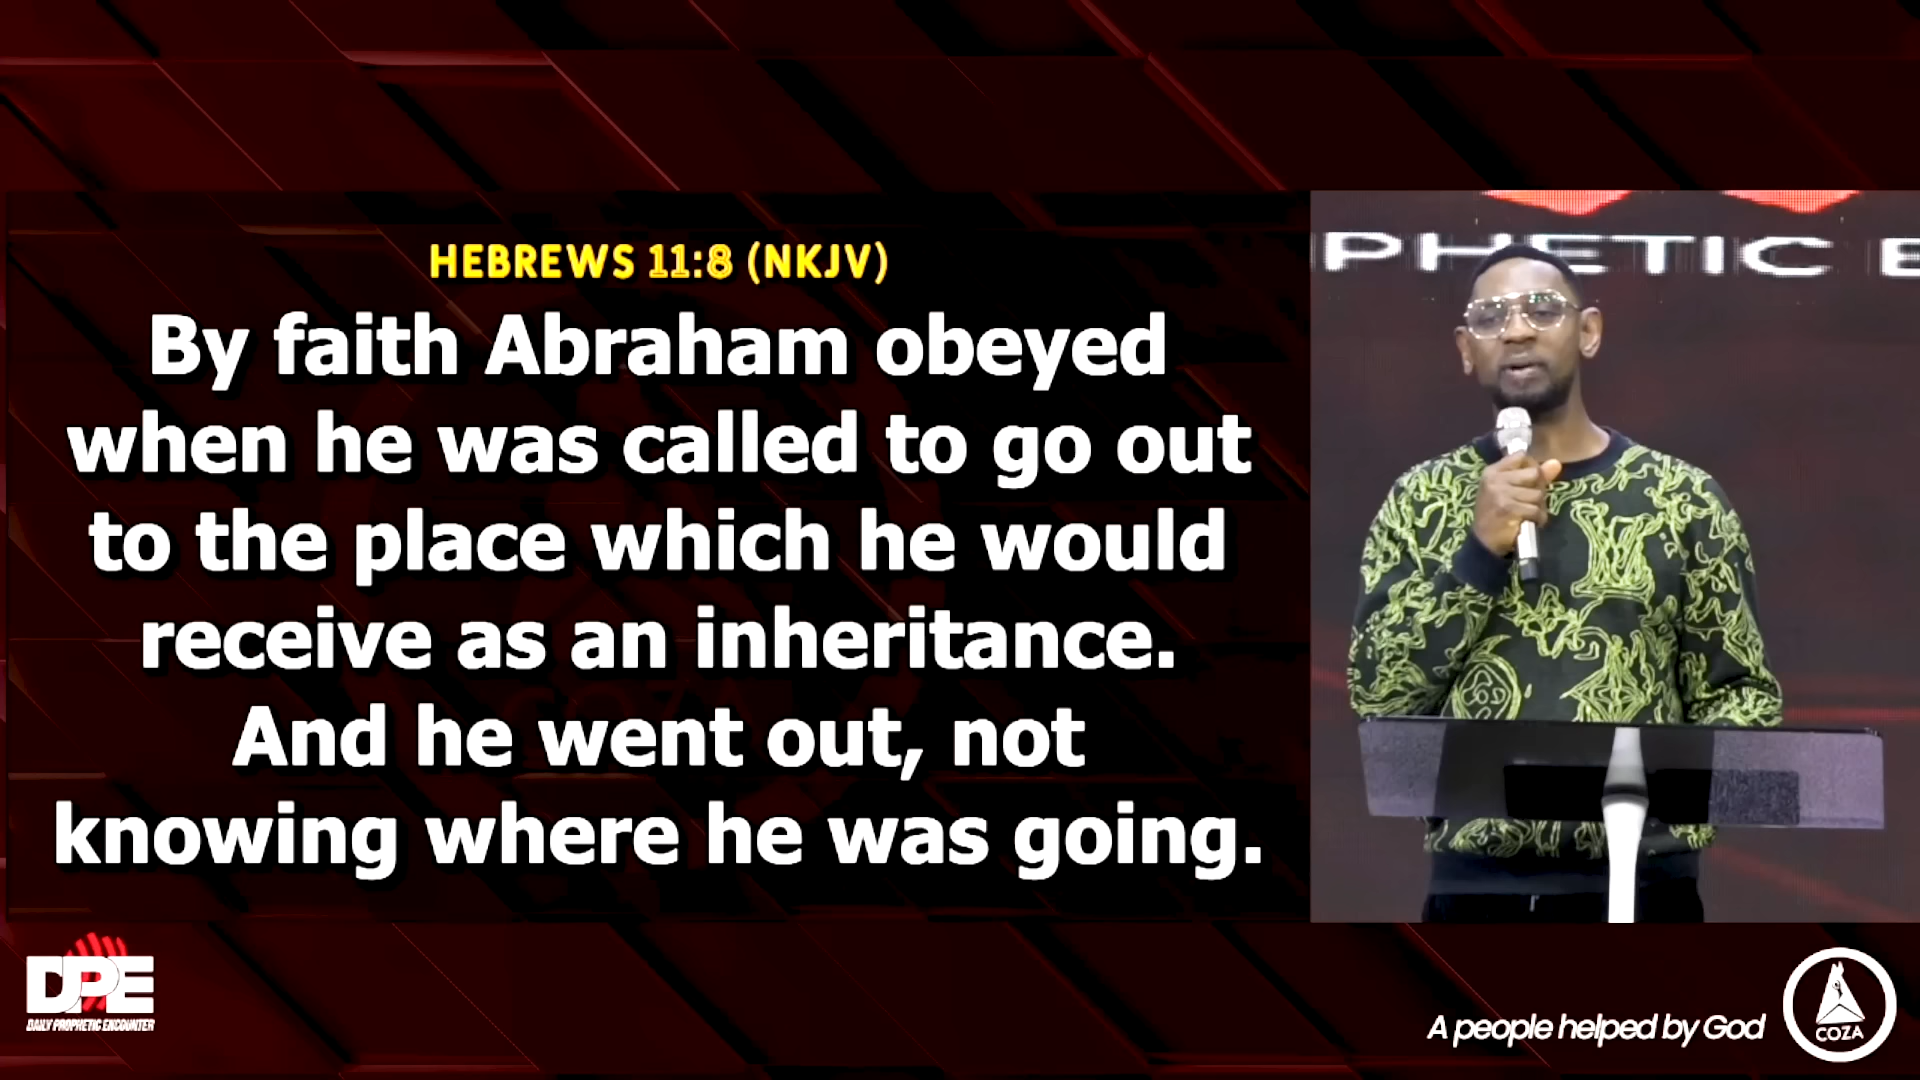 HEBREWS 11:8 (NKJV)
By faith Abraham obeyed
when he was called to go out
to the place which he would
receive as an inheritance.
And he went out, not
knowing where he was going.
PHETIC E
DPE
DAILY PROPHETIC ENCOUNTER
A people helped by God
COZA